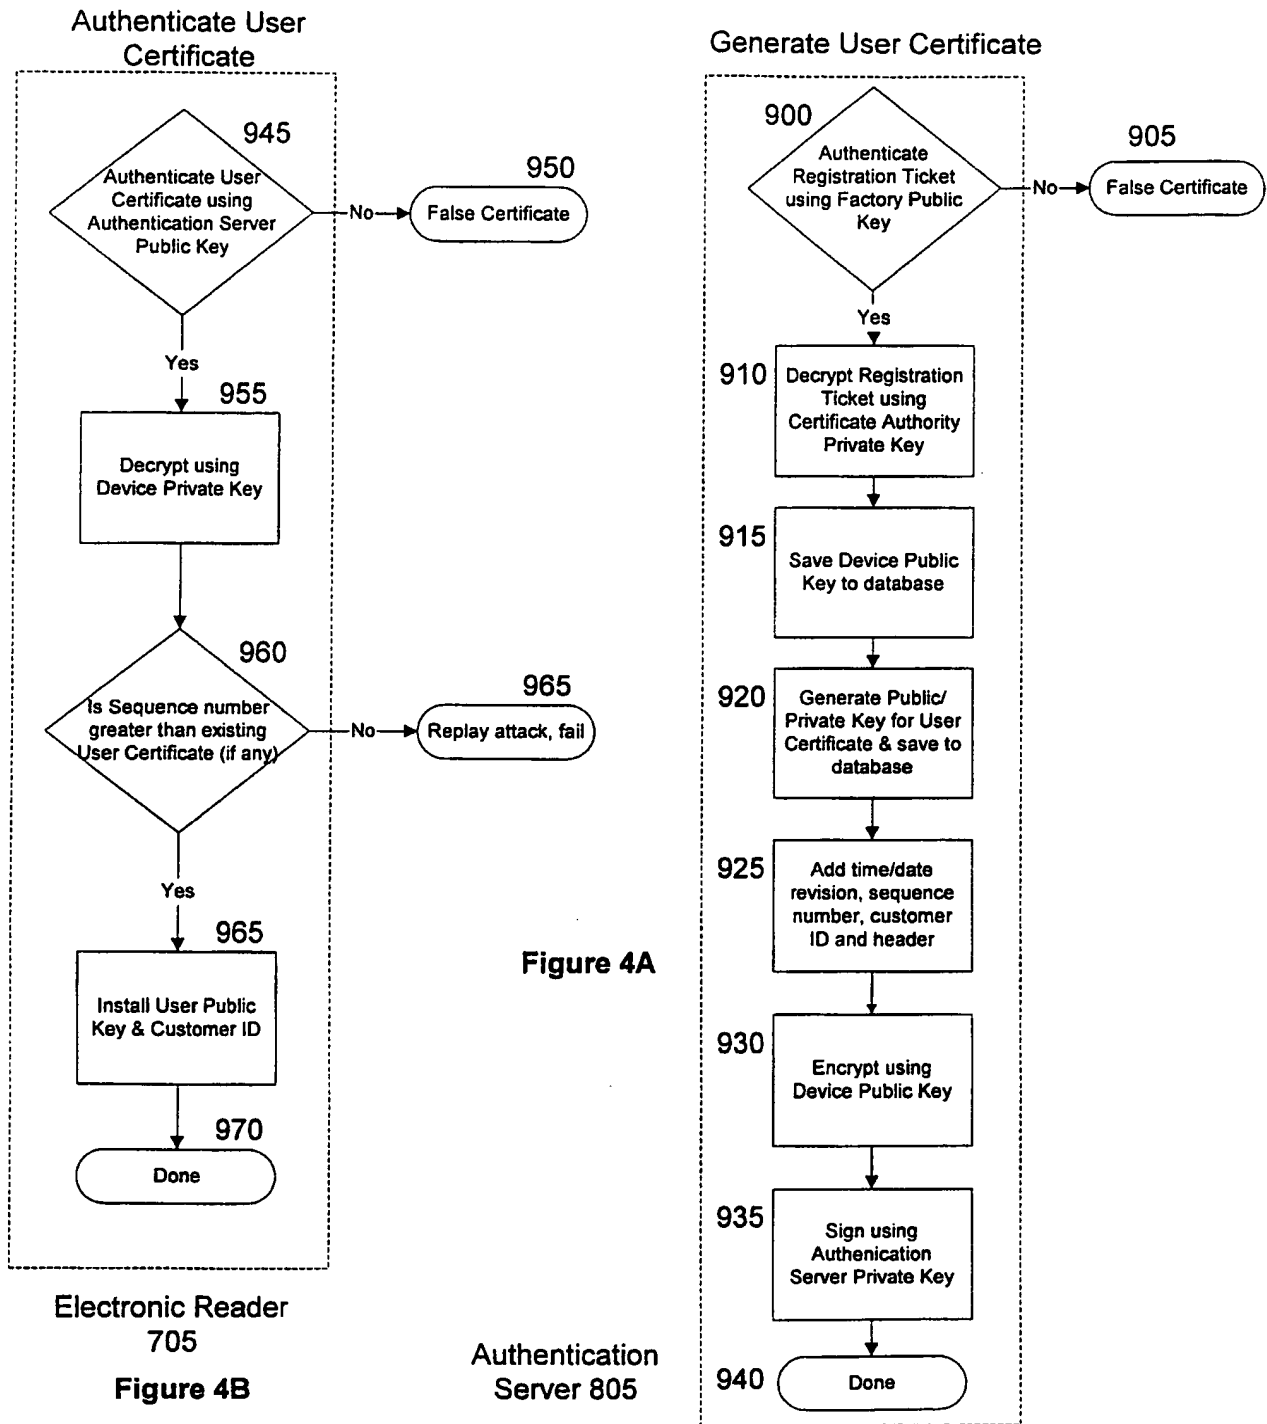 Authenticate User
Certificate
945
Authenticate User
Certificate using
Authentication Server
Public Key
No
950
False Certificate
Yes
955
Decrypt using
Device Private Key
960
Is Sequence number
greater than existing
User Certificate (if any)
No
965
Replay attack, fail
Yes
965
Install User Public
Key & Customer ID
970
Done
Electronic Reader
705
Figure 4B
Generate User Certificate
900
Authenticate
Registration Ticket
using Factory Public
Key
No
905
False Certificate
Yes
910
Decrypt Registration
Ticket using
Certificate Authority
Private Key
915
Save Device Public
Key to database
920
Generate Public/
Private Key for User
Certificate & save to
database
925
Add time/date
revision, sequence
number, customer
ID and header
Figure 4A
930
Encrypt using
Device Public Key
935
Sign using
Authenication
Server Private Key
940
Done
Authentication
Server 805